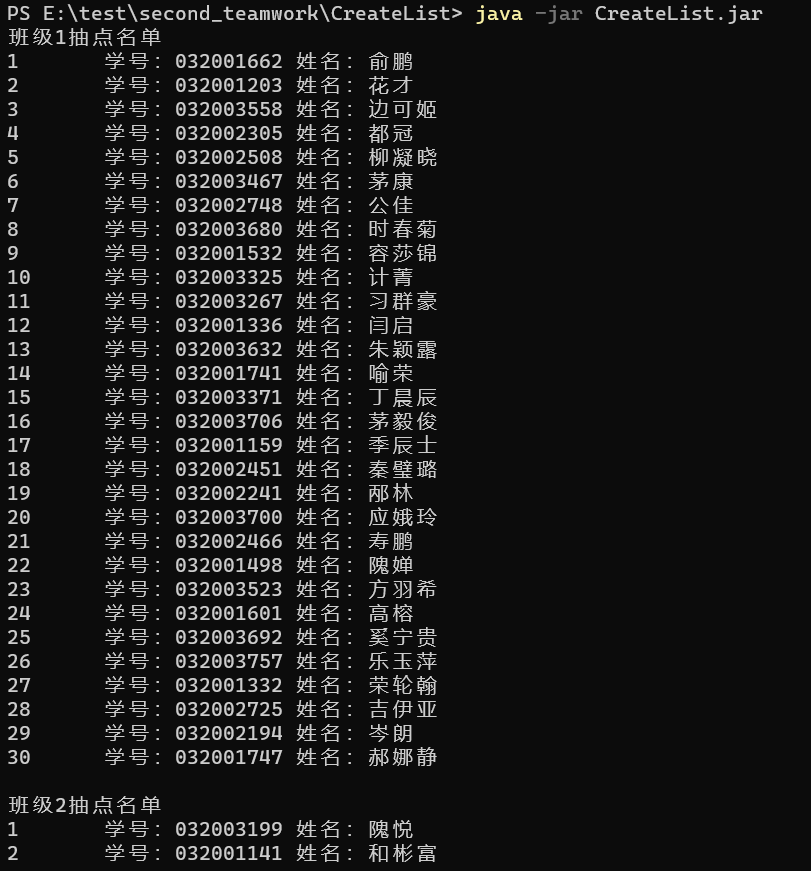 PS E:\test\second_teamwork\CreateList> java -jar CreateList.jar
班级1抽点名单
1 学号：032001662 姓名：俞鹏
2 学号：032001203 姓名：花才
3 学号：032003558 姓名：边可姬
4 学号：032002305 姓名：都冠
5 学号：032002508 姓名：柳凝晓
6 学号：032003467 姓名：茅康
7 学号：032002748 姓名：公佳
8 学号：032003680 姓名：时春菊
9 学号：032001532 姓名：容莎锦
10 学号：032003325 姓名：计菁
11 学号：032003267 姓名：习群豪
12 学号：032001336 姓名：闫启
13 学号：032003632 姓名：朱颖露
14 学号：032001741 姓名：喻荣
15 学号：032003371 姓名：丁晨辰
16 学号：032003706 姓名：茅毅俊
17 学号：032001159 姓名：季辰士
18 学号：032002451 姓名：秦璧璐
19 学号：032002241 姓名：邴林
20 学号：032003700 姓名：应娥玲
21 学号：032002466 姓名：寿鹏
22 学号：032001498 姓名：隗婵
23 学号：032003523 姓名：方羽希
24 学号：032001601 姓名：高榕
25 学号：032003692 姓名：奚宁贵
26 学号：032003757 姓名：乐玉萍
27 学号：032001332 姓名：荣轮翰
28 学号：032002725 姓名：吉伊亚
29 学号：032002194 姓名：岑朗
30 学号：032001747 姓名：郝娜静
班级2抽点名单
1 学号：032003199 姓名：隗悦
2 学号：032001141 姓名：和彬富